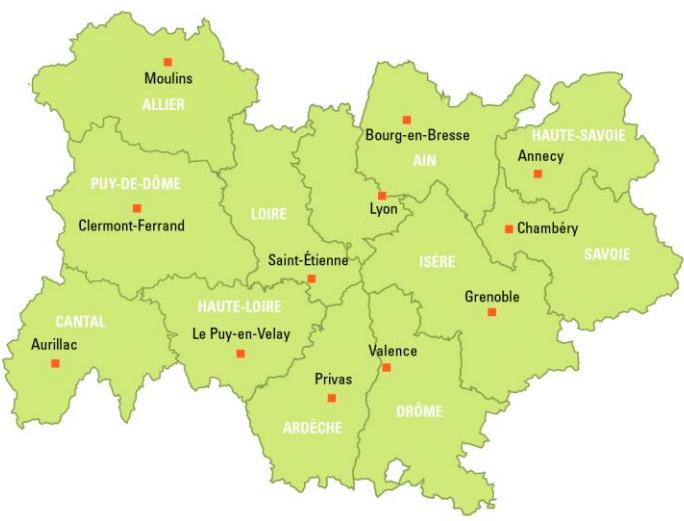 Moulins
ALLIER
Bourg-en-Bresse
AIN
HAUTE-SAVOIE
Annecy
PUY-DE-DÔME
Clermont-Ferrand
LOIRE
Lyon
Chambéry
SAVOIE
Saint-Étienne
ISÈRE
Grenoble
CANTAL
Aurillac
HAUTE-LOIRE
Le Puy-en-Velay
Valence
Privas
DRÔME
ARDÈCHE